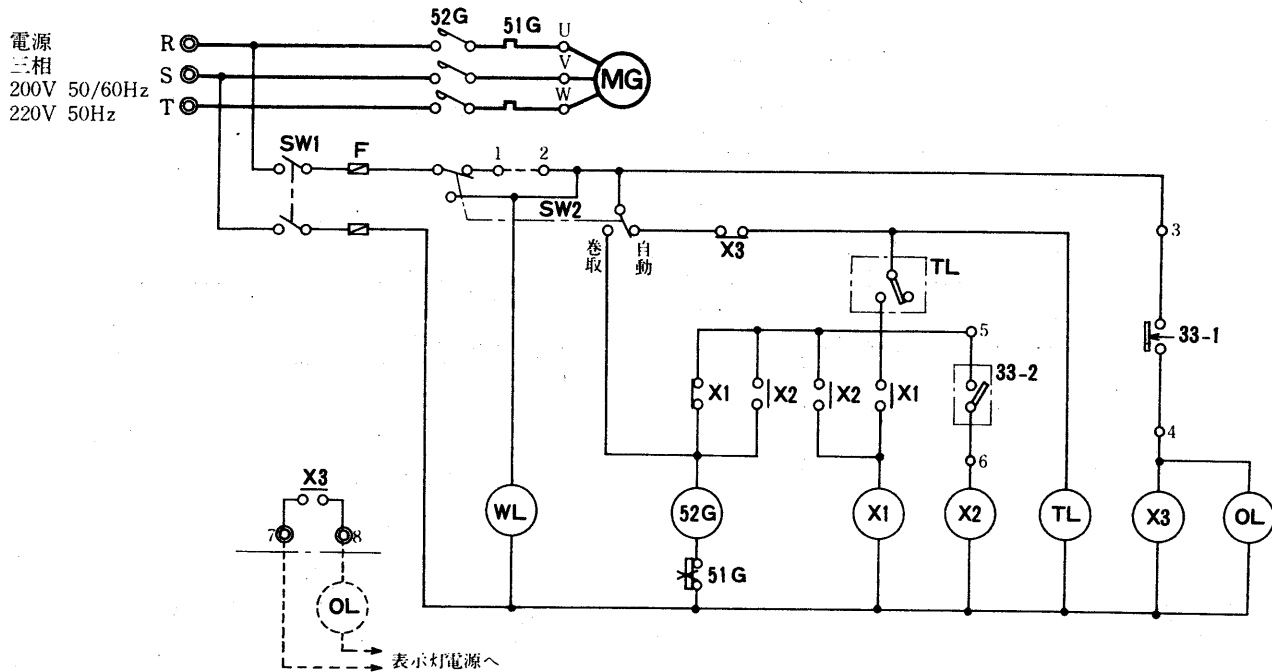 電源
三相
200V 50/60Hz
220V 50Hz
R
S
T
52G
51G
U
V
W
MG
SW1
F
1
2
SW2
巻取
自動
X3
TL
3
33-1
4
5
33-2
6
X1
X2
X2
X1
WL
52G
51G
X1
X2
TL
X3
OL
X3
7
8
OL
表示灯電源へ